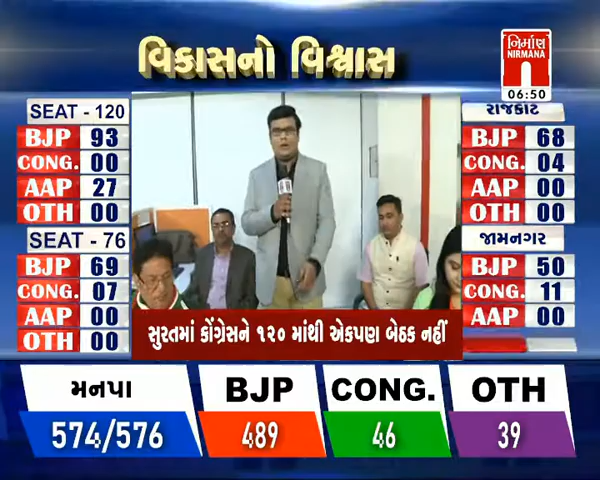 વિકાસનો વિશ્વાસ
નિર્માણ
NIRMANA
06:50
SEAT - 120
BJP 93
CONG. 00
AAP 27
OTH 00
SEAT - 76
BJP 69
CONG. 07
AAP 00
OTH 00
રાજકોટ
BJP 68
CONG. 04
AAP 00
OTH 00
જામનગર
BJP 50
CONG. 11
AAP 00
સુરતમાં કોંગ્રેસને ૧૨૦ માંથી એકપણ બેઠક નહીં
મનપા BJP CONG. OTH
574/576 489 46 39